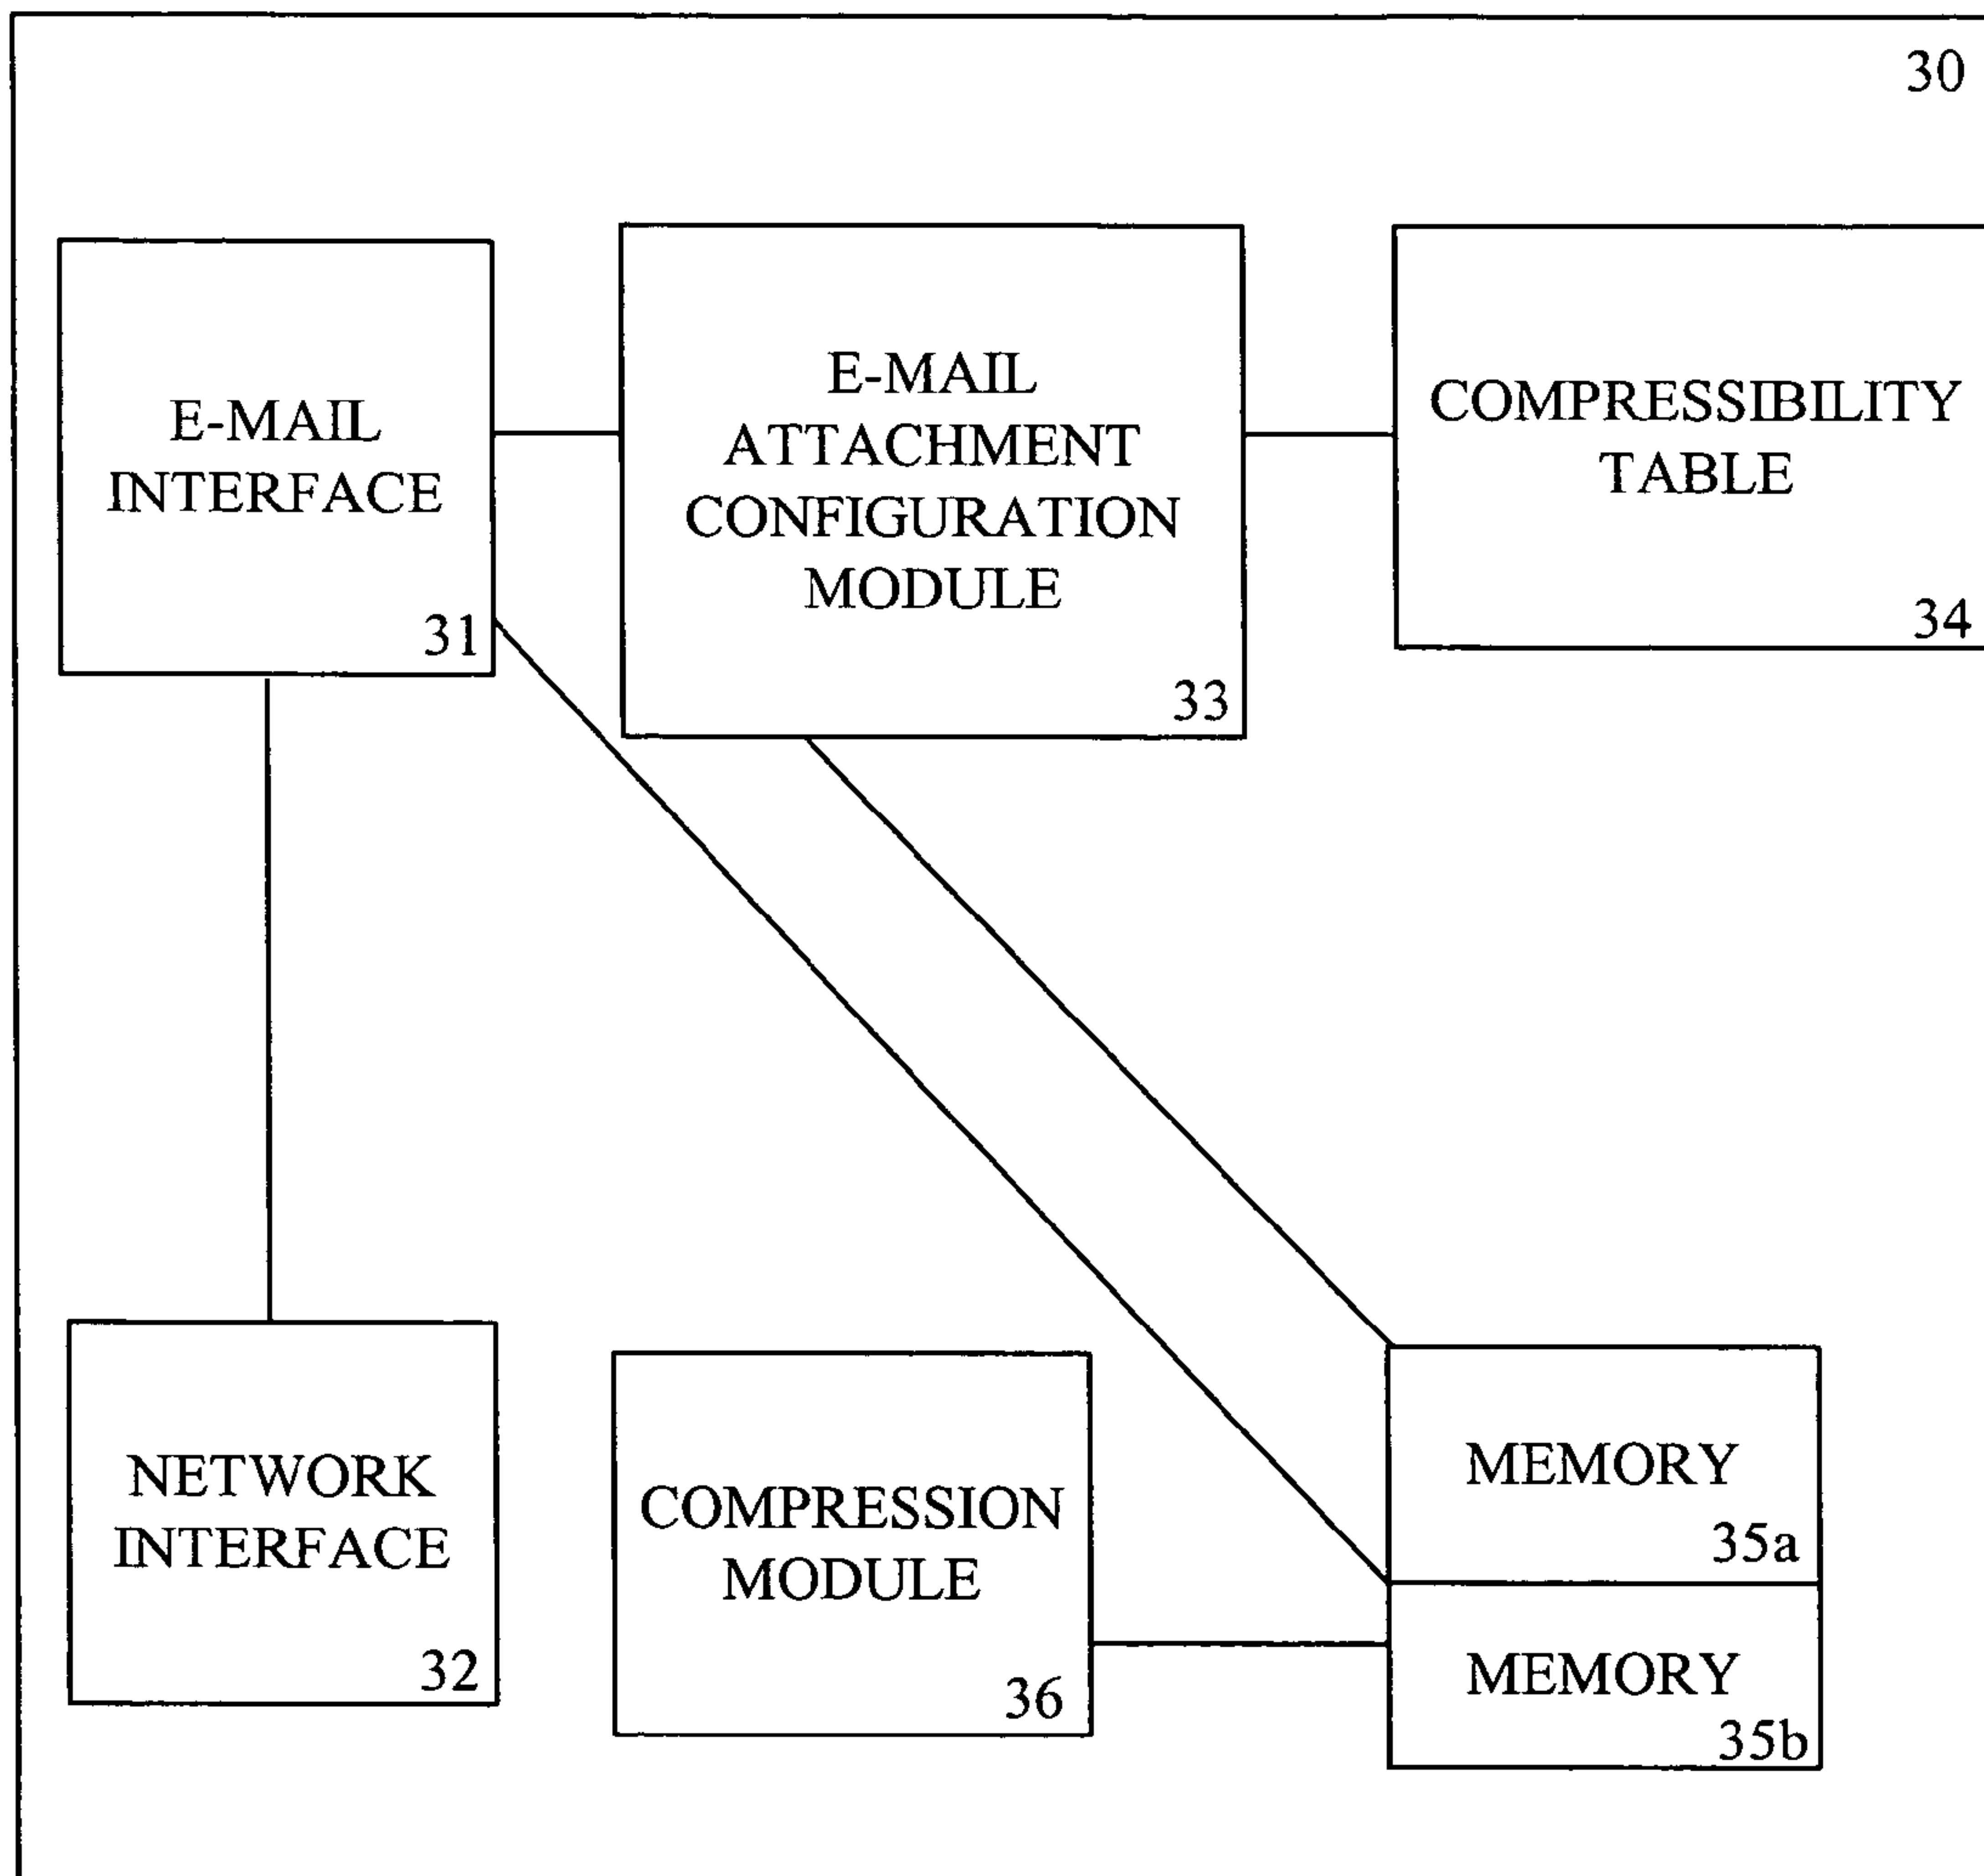 30
E-MAIL
INTERFACE
31
E-MAIL
ATTACHMENT
CONFIGURATION
MODULE
33
COMPRESSIBILITY
TABLE
34
NETWORK
INTERFACE
32
COMPRESSION
MODULE
36
MEMORY
35a
MEMORY
35b